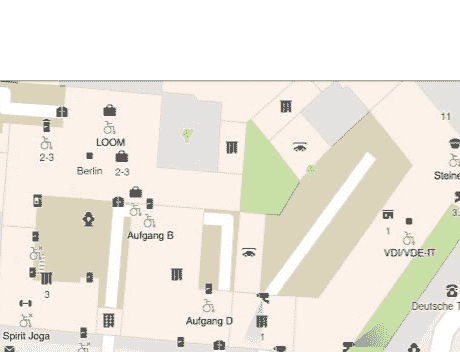 11
LOOM
2-3
Berlin
2-3
Steine
3.
Aufgang B
1
VDI/VDE-IT
3
Deutsche T
Spirit Joga
Aufgang D
1